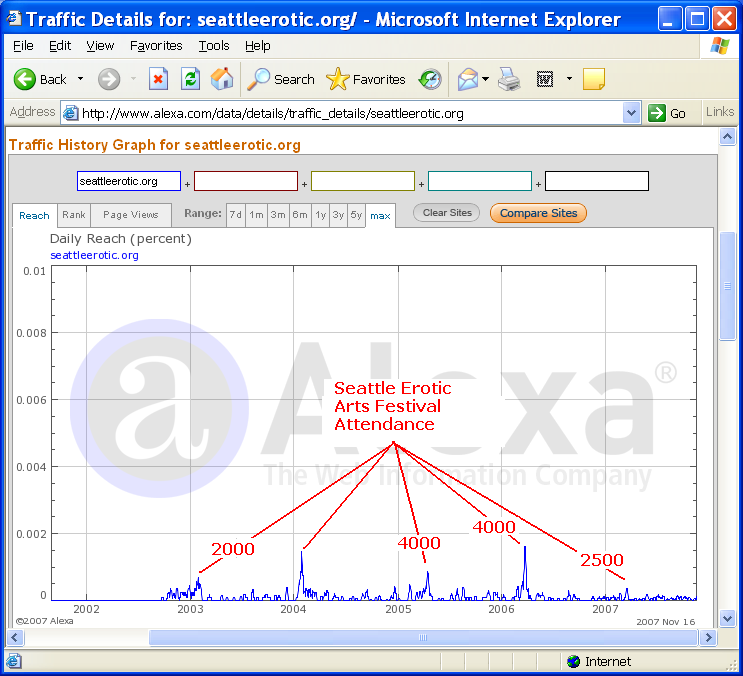 Traffic Details for: seattleerotic.org/ - Microsoft Internet Explorer
File Edit View Favorites Tools Help
Back Search Favorites
Address http://www.alexa.com/data/details/traffic_details/seattleerotic.org Go Links
Traffic History Graph for seattleerotic.org
seattleerotic.org + + + +
Reach Rank Page Views Range: 7d 1m 3m 6m 1y 3y 5y max Clear Sites Compare Sites
Daily Reach (percent)
seattleerotic.org
0.01
0.008
a Alexa®
The Web Information Company
0.006
Seattle Erotic
Arts Festival
Attendance
0.004
0.002
2000
4000
4000
2500
0
2002 2003 2004 2005 2006 2007
©2007 Alexa 2007 Nov 16
Internet